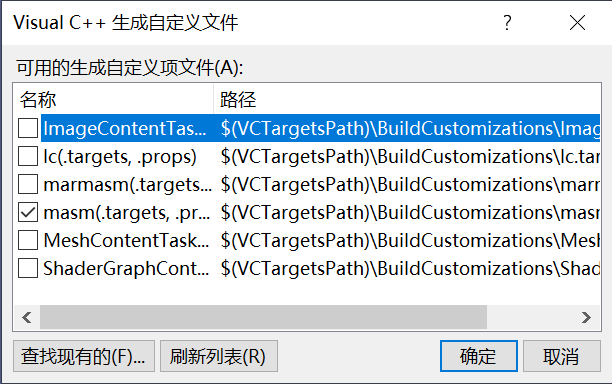 Visual C++ 生成自定义文件
可用的生成自定义项文件(A):
名称 路径
ImageContentTas... $(VCTargetsPath)\BuildCustomizations\Imag
lc(.targets, .props) $(VCTargetsPath)\BuildCustomizations\lc.tar
marmasm(.targets... $(VCTargetsPath)\BuildCustomizations\marr
masm(.targets, .pr... $(VCTargetsPath)\BuildCustomizations\masn
MeshContentTask... $(VCTargetsPath)\BuildCustomizations\Mesh
ShaderGraphCont... $(VCTargetsPath)\BuildCustomizations\Shad
查找现有的(F)... 刷新列表(R) 确定 取消